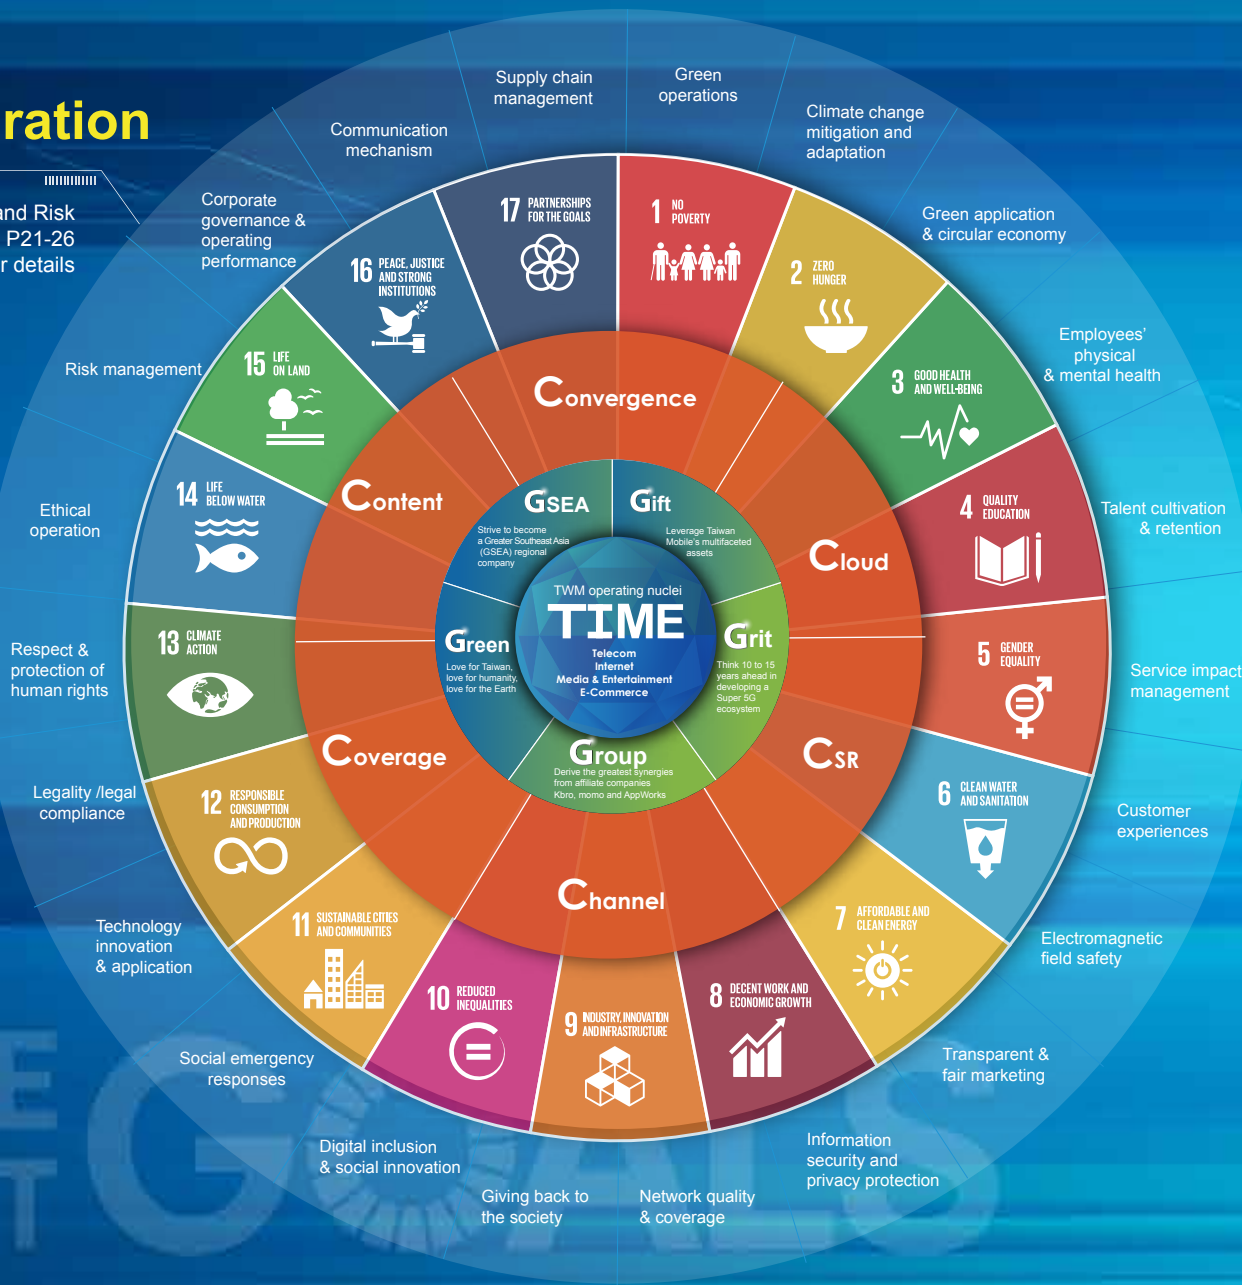 ration
and Risk
P21-26
r details
Supply chain
management
Green
operations
Climate change
mitigation and
adaptation
Green application
& circular economy
Employees'
physical
& mental health
Talent cultivation
& retention
Service impact
management
Customer
experiences
Electromagnetic
field safety
Transparent &
fair marketing
Information
security and
privacy protection
Network quality
& coverage
Giving back to
the society
Digital inclusion
& social innovation
Social emergency
responses
Technology
innovation
& application
Legality /legal
compliance
Respect &
protection of
human rights
Ethical
operation
Risk management
Corporate
governance &
operating
performance
Communication
mechanism
1 NO
POVERTY
2 ZERO
HUNGER
3 GOOD HEALTH
AND WELL-BEING
4 QUALITY
EDUCATION
5 GENDER
EQUALITY
6 CLEAN WATER
AND SANITATION
7 AFFORDABLE AND
CLEAN ENERGY
8 DECENT WORK AND
ECONOMIC GROWTH
9 INDUSTRY, INNOVATION
AND INFRASTRUCTURE
10 REDUCED
INEQUALITIES
11 SUSTAINABLE CITIES
AND COMMUNITIES
12 RESPONSIBLE
CONSUMPTION
AND PRODUCTION
13 CLIMATE
ACTION
14 LIFE
BELOW WATER
15 LIFE
ON LAND
16 PEACE, JUSTICE
AND STRONG
INSTITUTIONS
17 PARTNERSHIPS
FOR THE GOALS
Convergence
Cloud
CSR
Channel
Coverage
Content
GSEA
Strive to become
a Greater Southeast Asia
(GSEA) regional
company
Gift
Leverage Taiwan
Mobile's multifaceted
assets
Grit
Think 10 to 15
years ahead in
developing a
Super 5G
ecosystem
Group
Derive the greatest synergies
from affiliate companies
Kbro, momo and AppWorks
Green
Love for Taiwan,
love for humanity,
love for the Earth
TWM operating nuclei
TIME
Telecom
Internet
Media & Entertainment
E-Commerce
E
T
GOALS